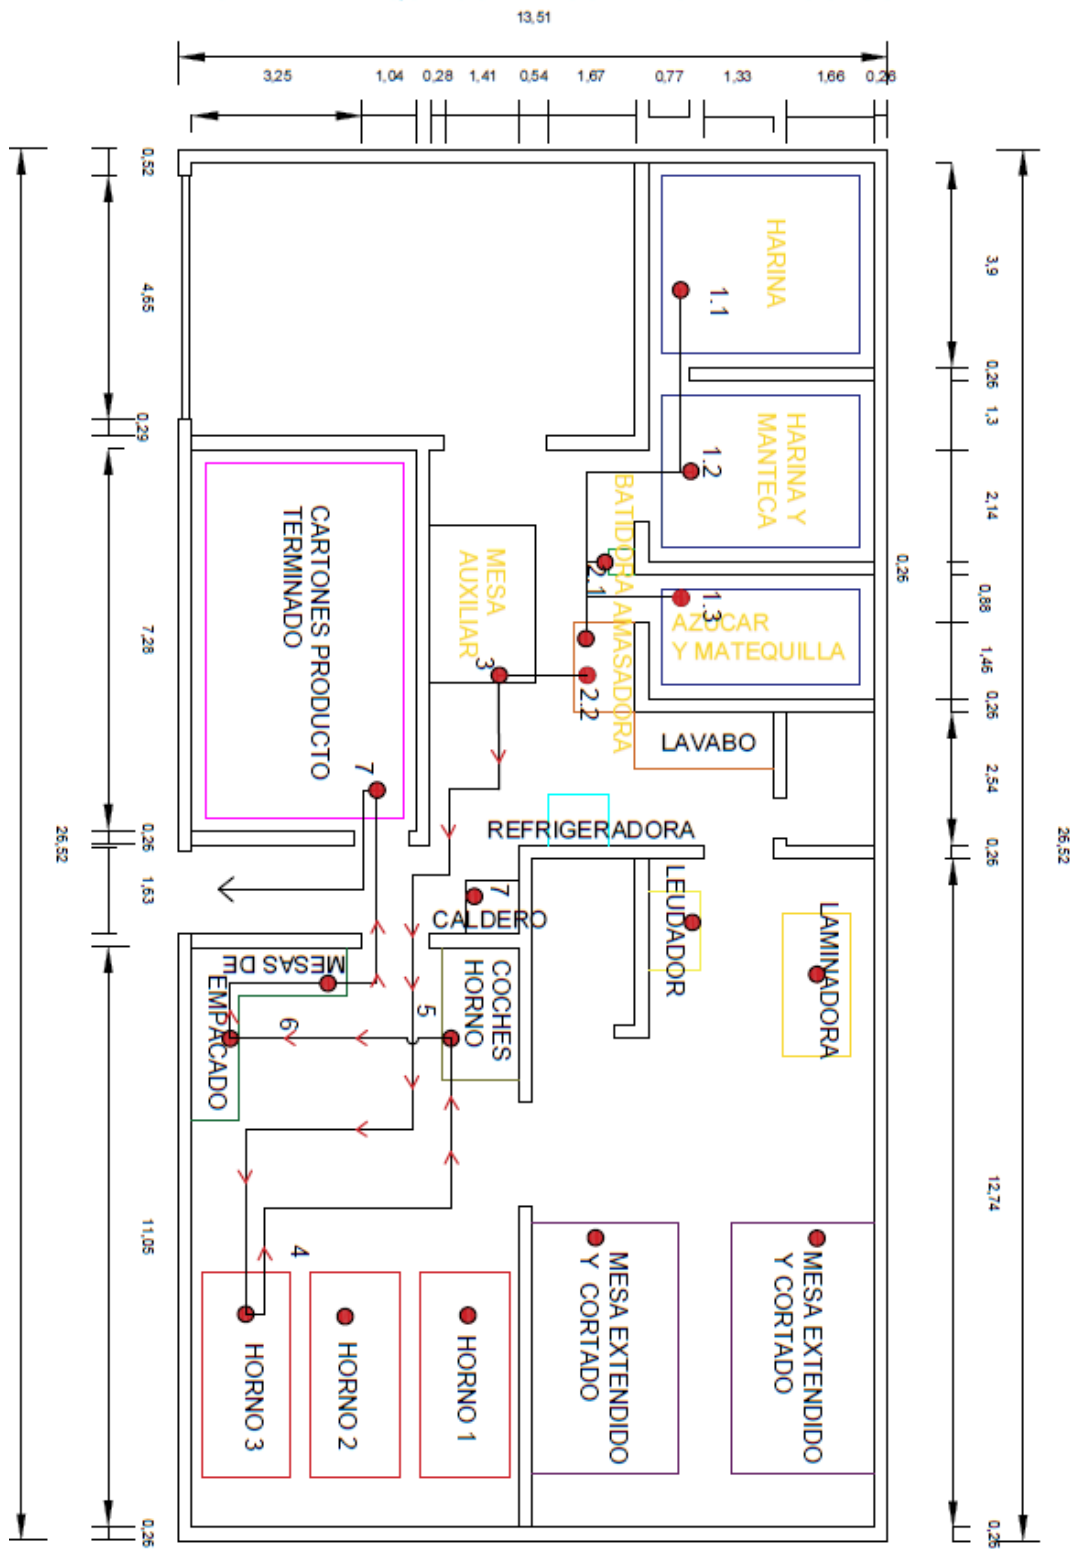 13,51
3,25
1,04
0,28
1,41
0,54
1,67
0,77
1,33
1,66
0,26
0,52
4,65
0,29
7,28
0,26
1,63
11,05
0,26
26,52
3,9
0,26
1,3
2,14
0,26
0,88
1,46
0,26
2,54
0,26
12,74
0,26
26,52
HARINA
1.1
HARINA Y
MANTECA
1.2
BATIDORA
2.1
1.3
AZUCAR
Y MATEQUILLA
AMASADORA
2.2
MESA
AUXILIAR
3
LAVABO
CARTONES PRODUCTO
TERMINADO
7
REFRIGERADORA
7
CALDERO
LEUDADOR
LAMINADORA
MESAS DE
EMPACADO
6
5
COCHES
HORNO
4
HORNO 3
HORNO 2
HORNO 1
MESA EXTENDIDO
Y CORTADO
MESA EXTENDIDO
Y CORTADO